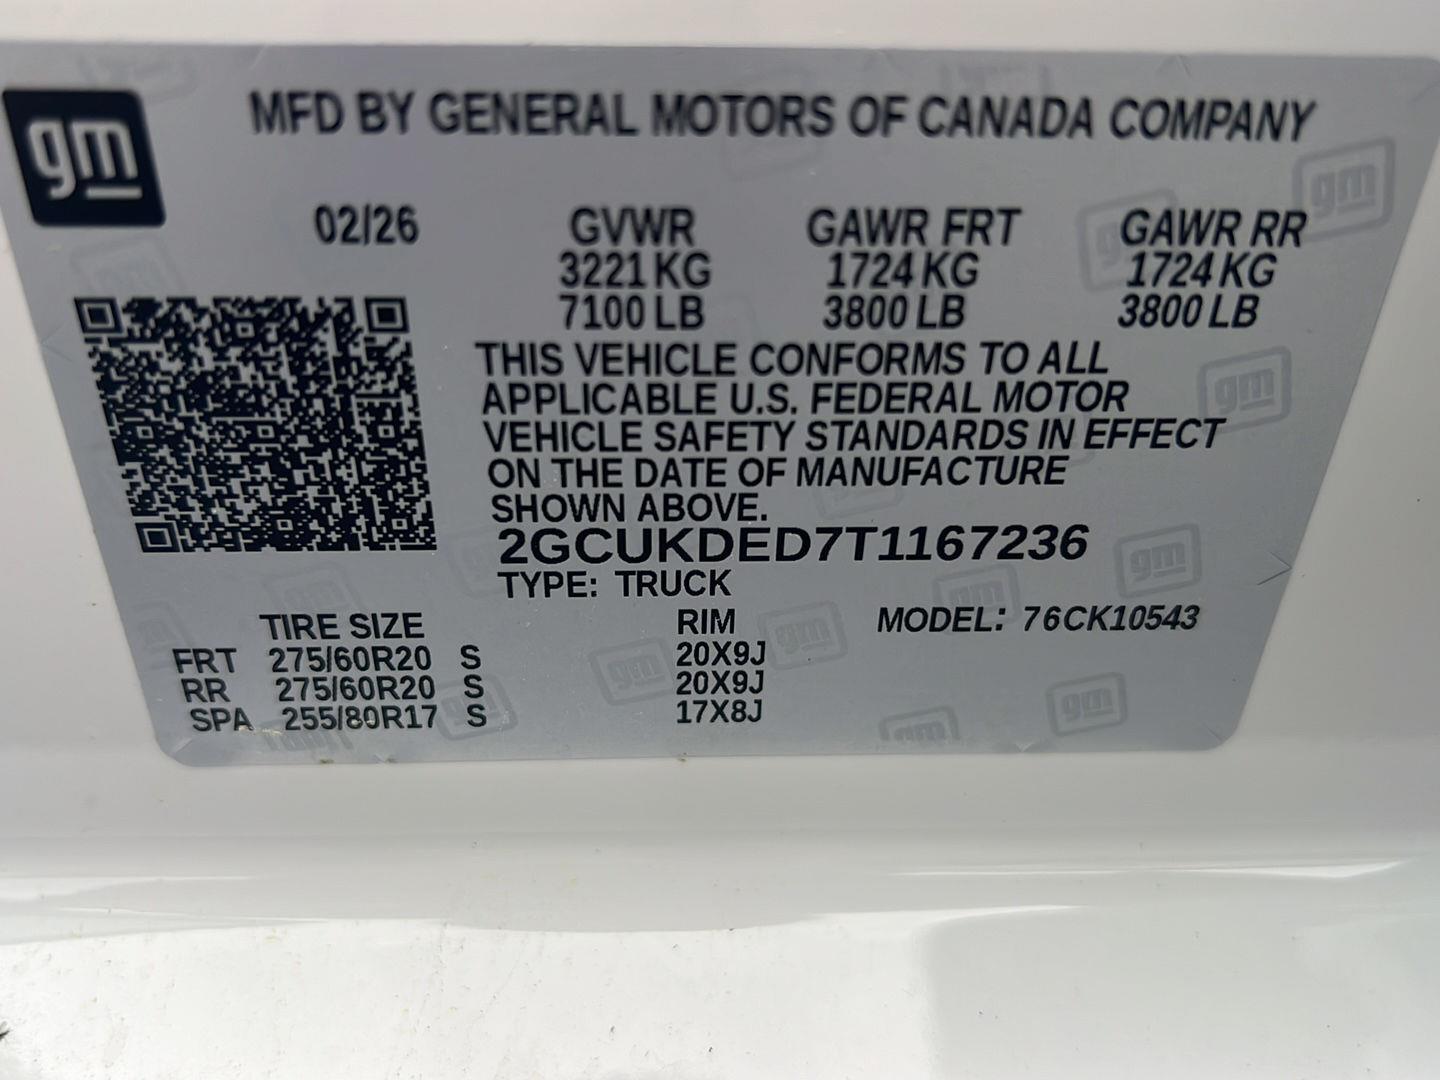 gm
MFD BY GENERAL MOTORS OF CANADA COMPANY
02/26 GVWR GAWR FRT GAWR RR
3221 KG 1724 KG 1724 KG
7100 LB 3800 LB 3800 LB
THIS VEHICLE CONFORMS TO ALL
APPLICABLE U.S. FEDERAL MOTOR
VEHICLE SAFETY STANDARDS IN EFFECT
ON THE DATE OF MANUFACTURE
SHOWN ABOVE.
2GCUKDED7T1167236
TYPE: TRUCK
TIRE SIZE RIM MODEL: 76CK10543
FRT 275/60R20 S 20X9J
RR 275/60R20 S 20X9J
SPA 255/80R17 S 17X8J